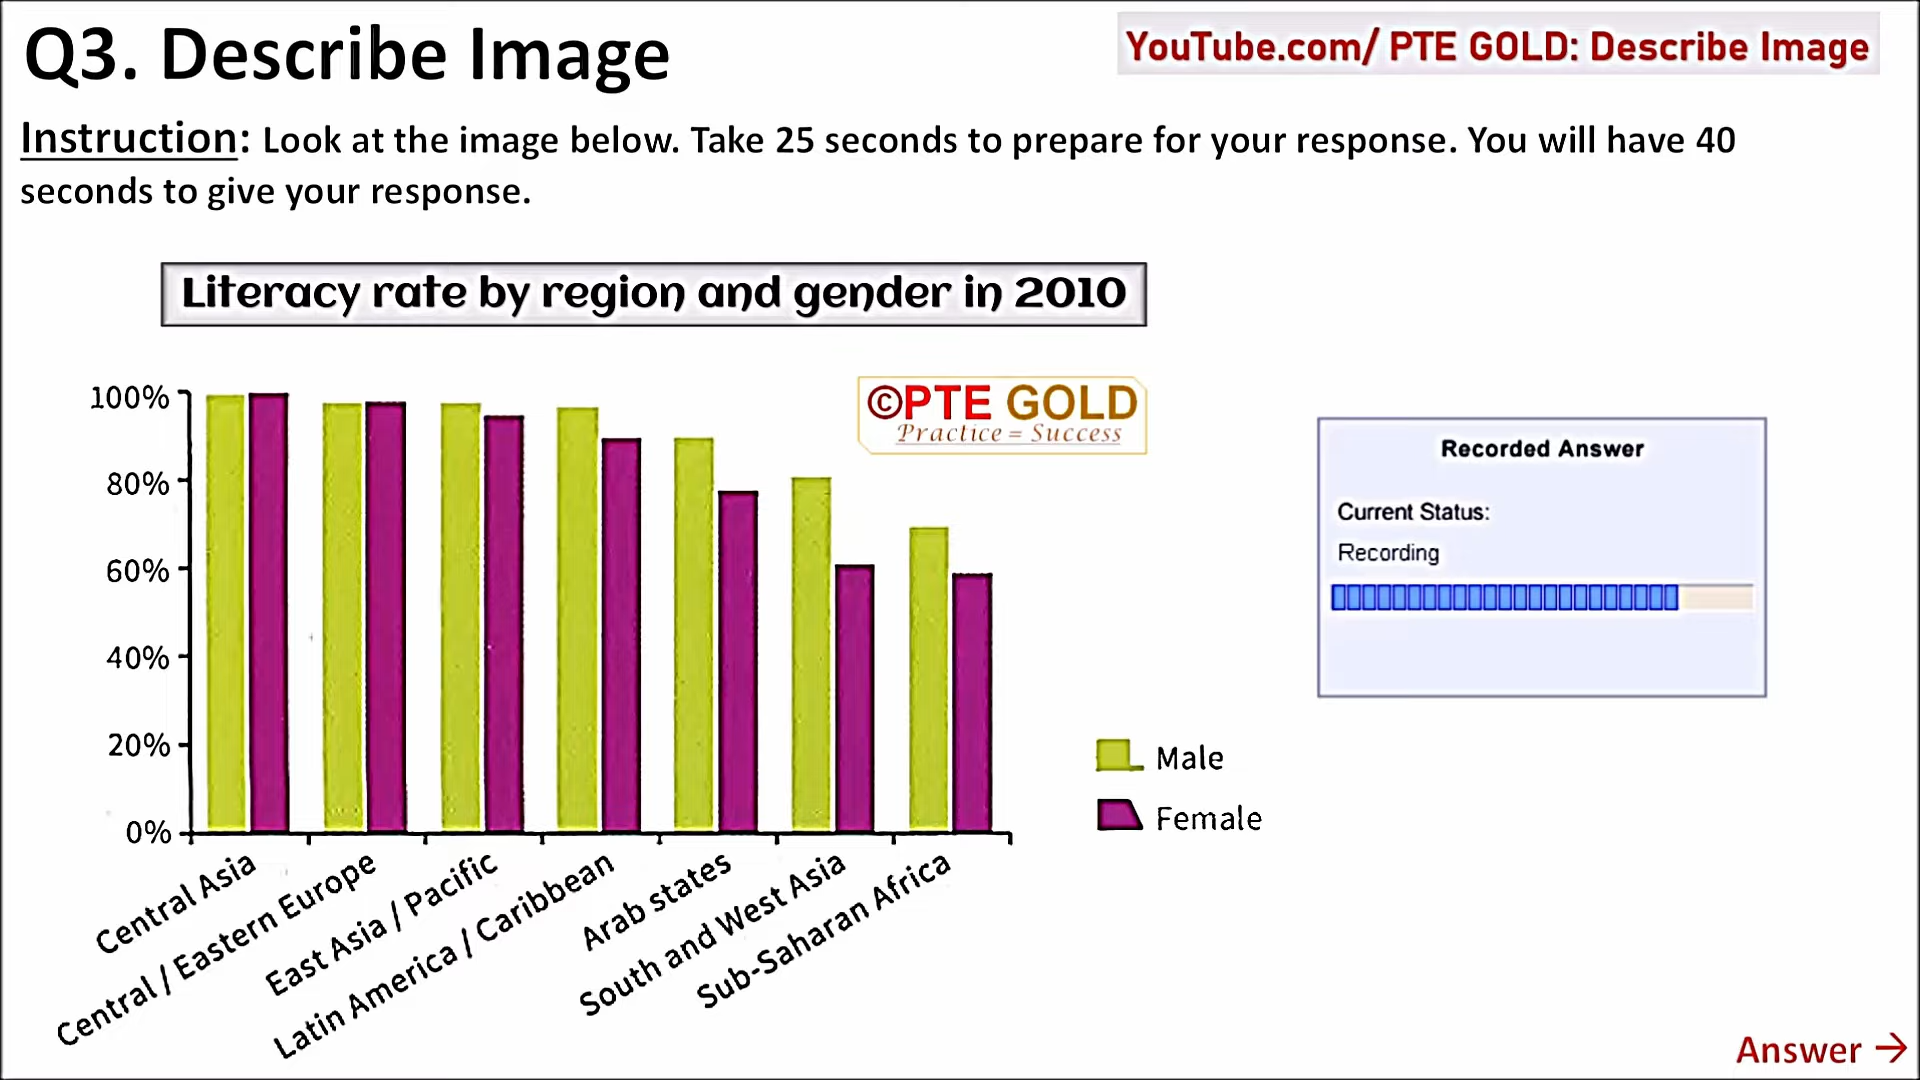 Q3. Describe Image
YouTube.com/ PTE GOLD: Describe Image
Instruction: Look at the image below. Take 25 seconds to prepare for your response. You will have 40
seconds to give your response.
Literacy rate by region and gender in 2010
©PTE GOLD
Practice = Success
100%
80%
60%
40%
20%
0%
Central Asia
Central / Eastern Europe
East Asia / Pacific
Latin America / Caribbean
Arab states
South and West Asia
Sub-Saharan Africa
Male
Female
Recorded Answer
Current Status:
Recording
Answer →